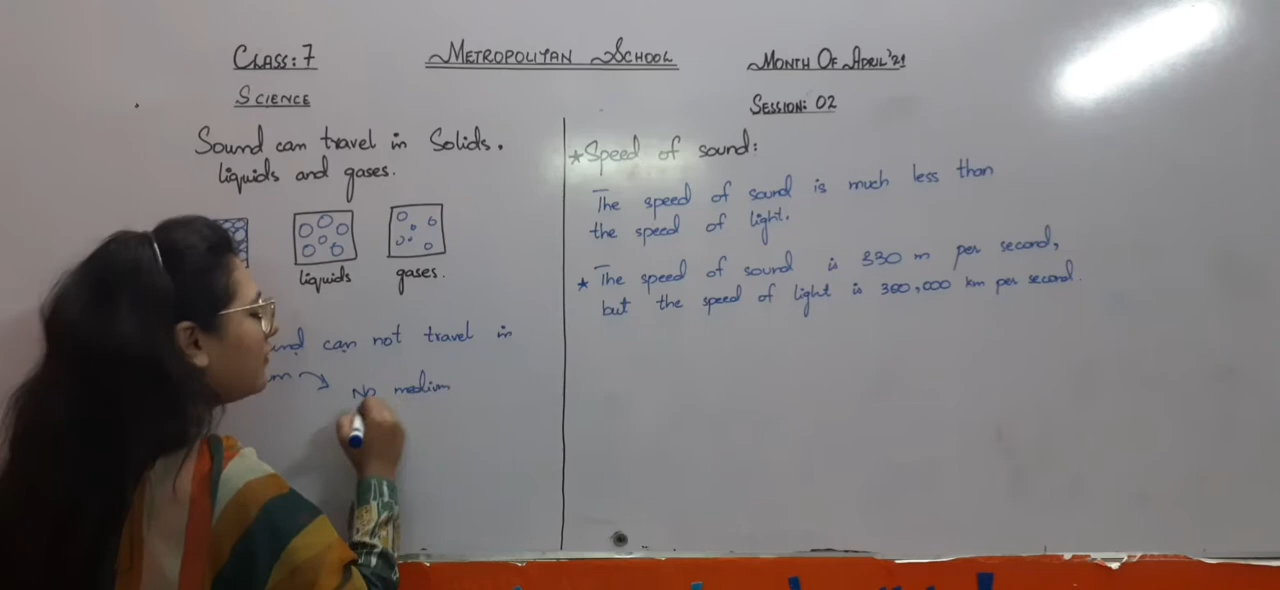 CLASS: 7
METROPOLITAN SCHOOL
MONTH OF APRIL'21
SCIENCE
SESSION: 02
Sound can travel in Solids.
liquids and gases.
liquids
gases.
can not travel in
No medium
★ Speed of sound:
The speed of sound is much less than
the speed of light.
★ The speed of sound is 330 m per second,
but the speed of light is 300,000 km per second.